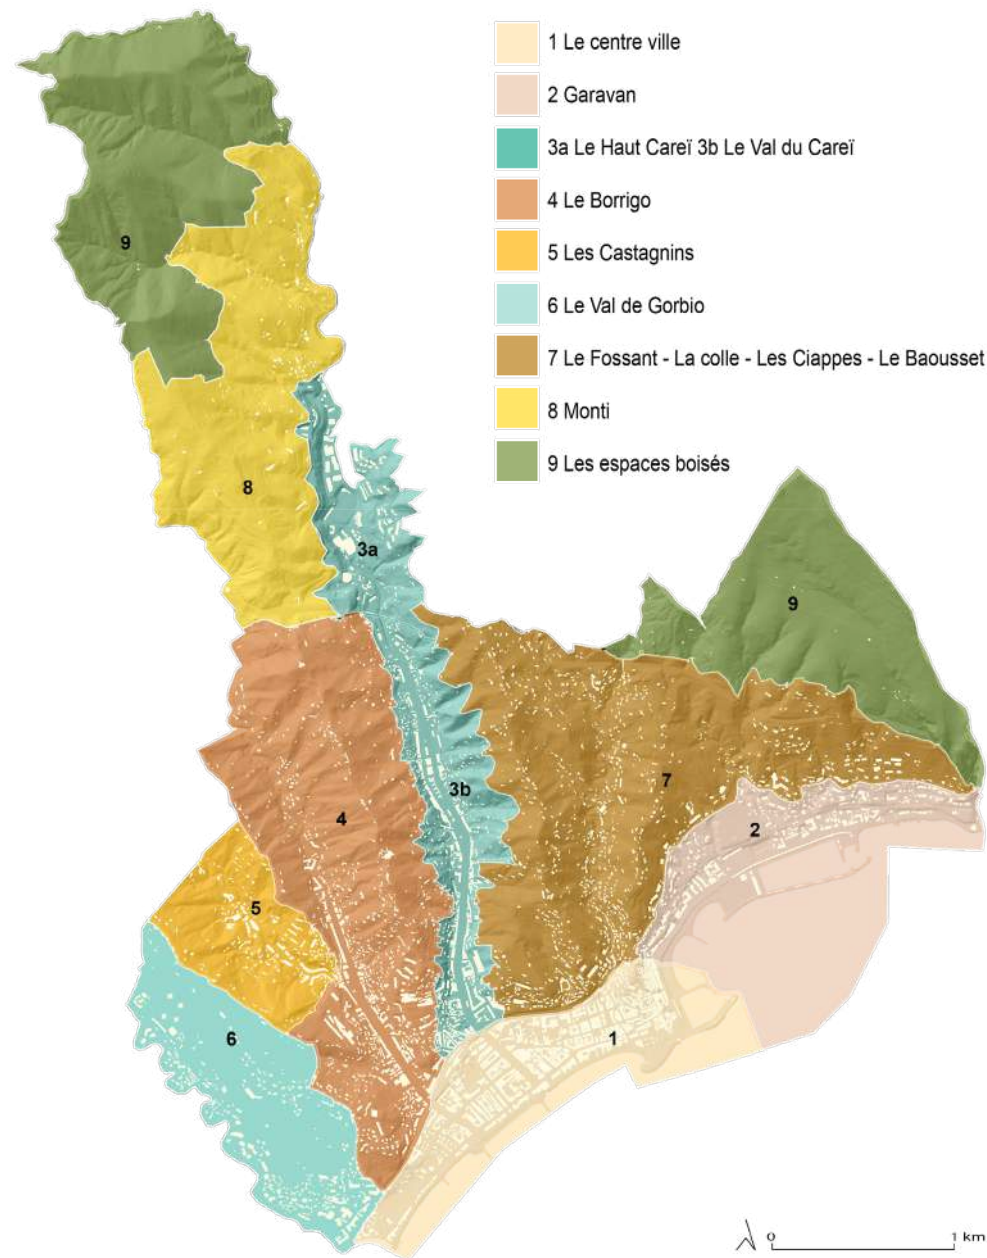 1 Le centre ville
2 Garavan
3a Le Haut Careï 3b Le Val du Careï
4 Le Borrigo
5 Les Castagnins
6 Le Val de Gorbio
7 Le Fossant - La colle - Les Ciappes - Le Baousset
8 Monti
9 Les espaces boisés
9
8
3a
9
7
3b
4
2
5
6
1
0 1 km